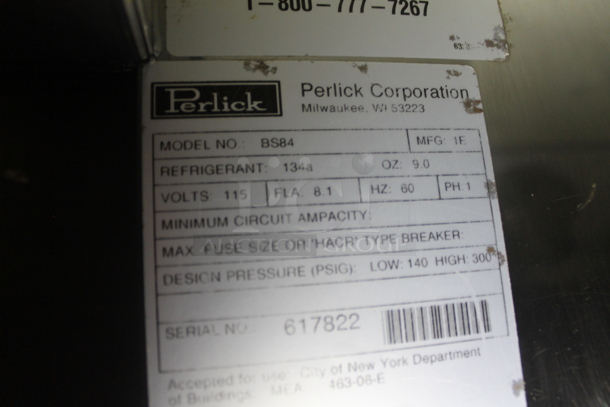 1-800-777-7267
Perlick
Perlick Corporation
Milwaukee, WI 53223
MODEL NO.: BS84 MFG: 1E
REFRIGERANT: 134a OZ: 9.0
VOLTS: 115 FLA: 8.1 HZ: 60 PH 1
MINIMUM CIRCUIT AMPACITY:
MAX. FUSE SIZE OR 'HACR' TYPE BREAKER:
DESIGN PRESSURE (PSIG): LOW: 140 HIGH: 300
SERIAL NO.: 617822
Accepted for use City of New York Department
of Buildings MEA 463-06-E